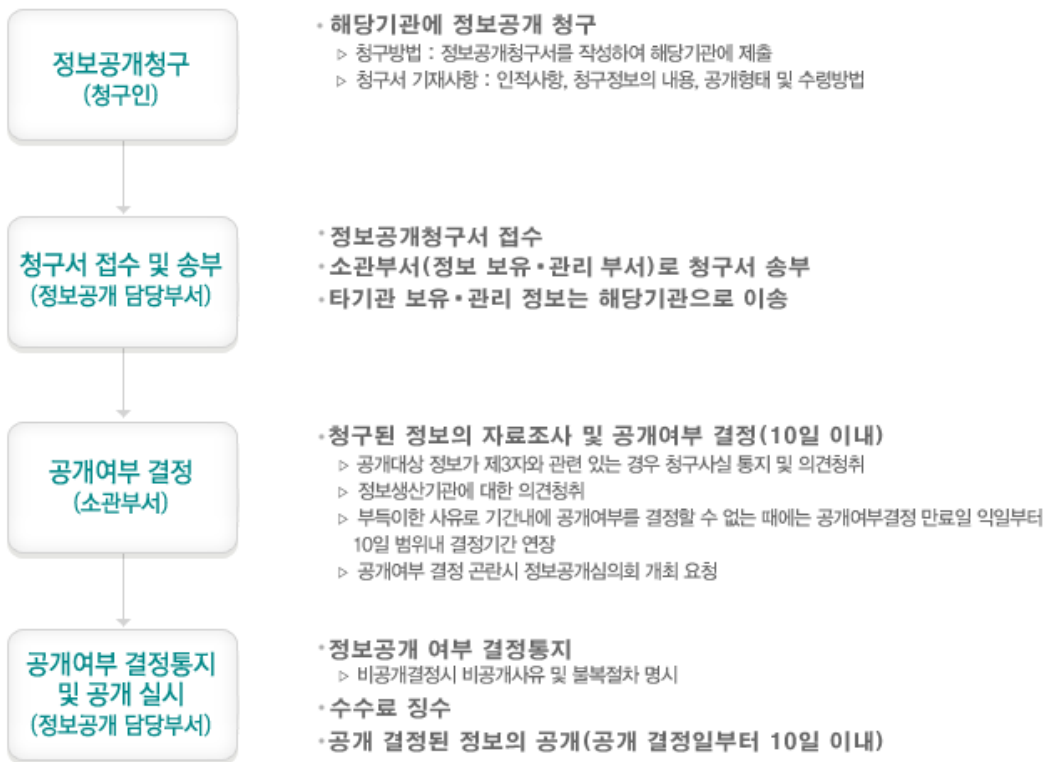 정보공개청구
(청구인)
· 해당기관에 정보공개 청구
▷ 청구방법 : 정보공개청구서를 작성하여 해당기관에 제출
▷ 청구서 기재사항 : 인적사항, 청구정보의 내용, 공개형태 및 수령방법
청구서 접수 및 송부
(정보공개 담당부서)
· 정보공개청구서 접수
· 소관부서(정보 보유·관리 부서)로 청구서 송부
· 타기관 보유·관리 정보는 해당기관으로 이송
공개여부 결정
(소관부서)
· 청구된 정보의 자료조사 및 공개여부 결정(10일 이내)
▷ 공개대상 정보가 제3자와 관련 있는 경우 청구사실 통지 및 의견청취
▷ 정보생산기관에 대한 의견청취
▷ 부득이한 사유로 기간내에 공개여부를 결정할 수 없는 때에는 공개여부결정 만료일 익일부터
10일 범위내 결정기간 연장
▷ 공개여부 결정 곤란시 정보공개심의회 개최 요청
공개여부 결정통지
및 공개 실시
(정보공개 담당부서)
· 정보공개 여부 결정통지
▷ 비공개결정시 비공개사유 및 불복절차 명시
· 수수료 징수
· 공개 결정된 정보의 공개(공개 결정일부터 10일 이내)